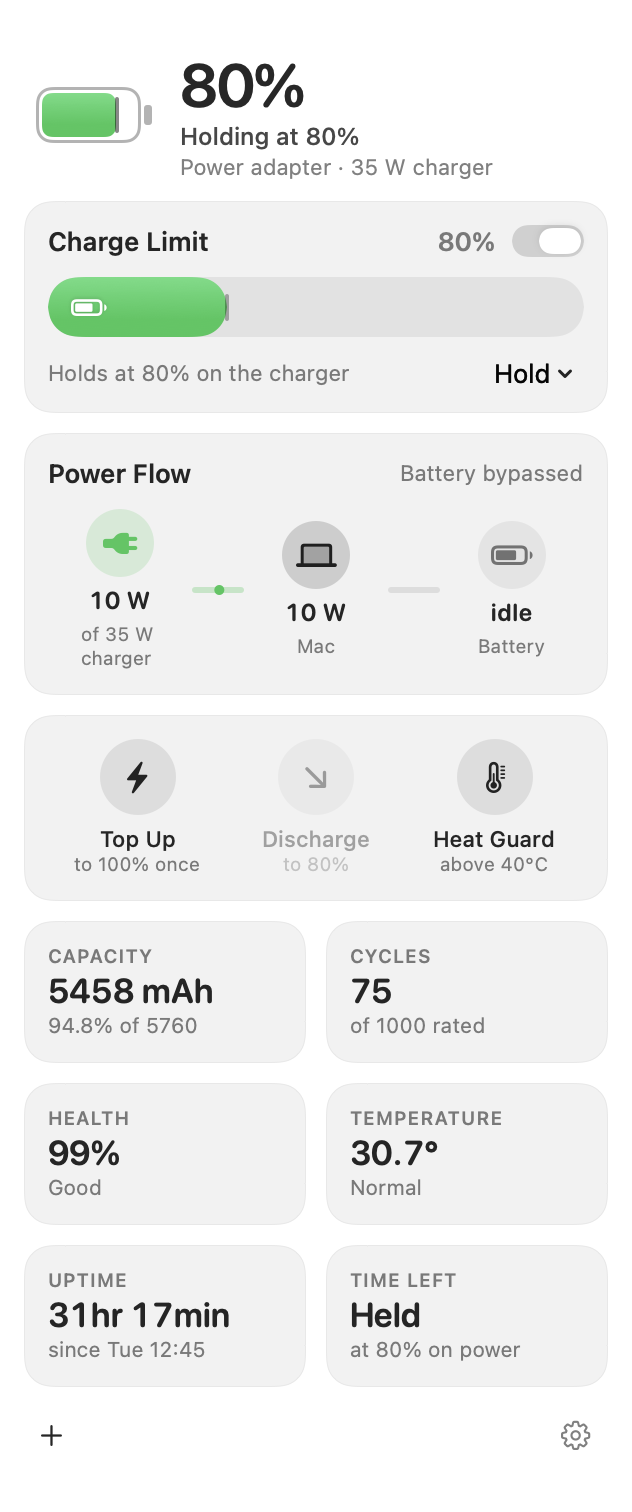 80%
Holding at 80%
Power adapter · 35 W charger
Charge Limit
80%
Holds at 80% on the charger
Hold
Power Flow
Battery bypassed
10 W
of 35 W
charger
10 W
Mac
idle
Battery
Top Up
to 100% once
Discharge
to 80%
Heat Guard
above 40°C
CAPACITY
5458 mAh
94.8% of 5760
CYCLES
75
of 1000 rated
HEALTH
99%
Good
TEMPERATURE
30.7°
Normal
UPTIME
31hr 17min
since Tue 12:45
TIME LEFT
Held
at 80% on power